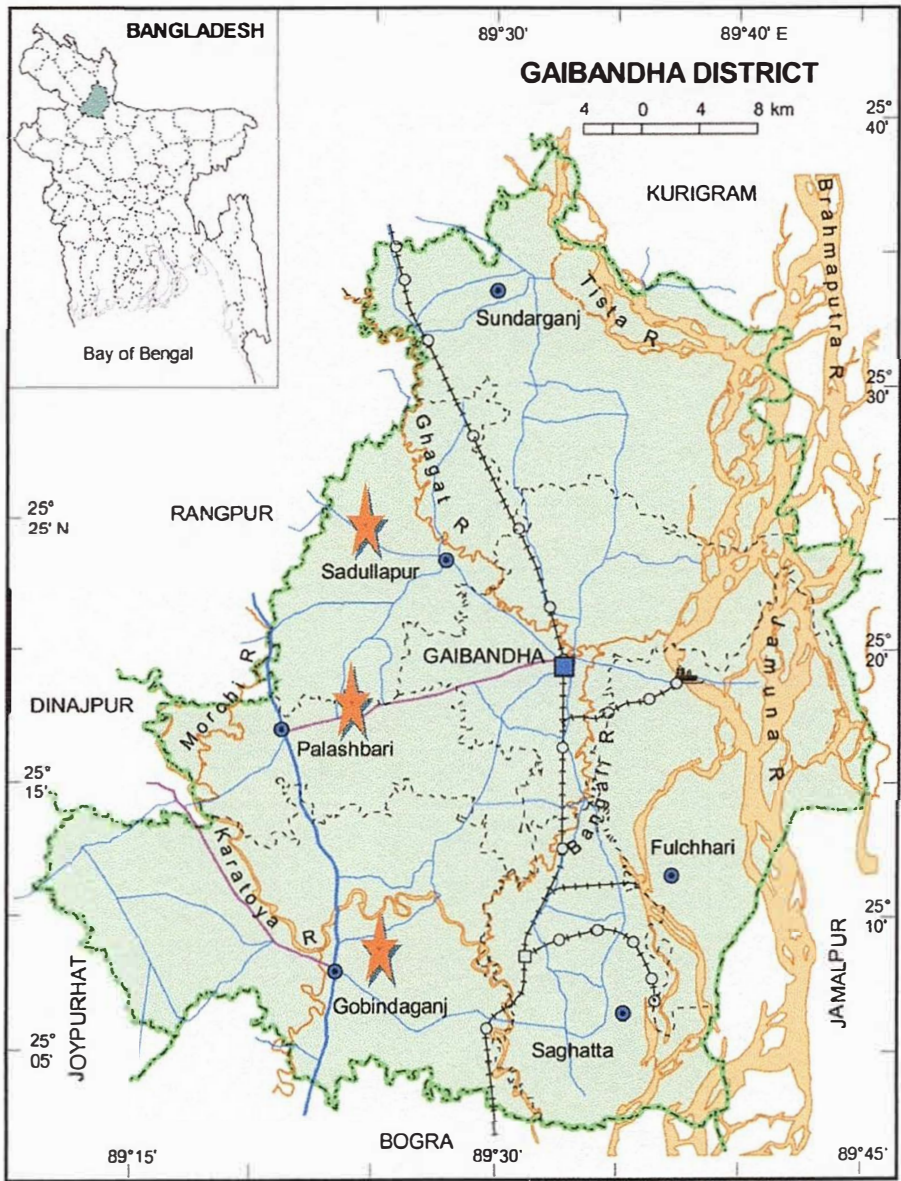 BANGLADESH
Bay of Bengal
89°30'
89°40' E
GAIBANDHA DISTRICT
4 0 4 8 km
25°
40'
KURIGRAM
Brahmaputra R
Tista R
Sundarganj
25°
30'
Ghagat R
RANGPUR
25°
25' N
Sadullapur
GAIBANDHA
Jamuna R
25°
20'
Morohi R
DINAJPUR
Palashbari
25°
15'
Bangali R
Fulchhari
Karatoya R
25°
10'
JOYPURHAT
Gobindaganj
JAMALPUR
25°
05'
Saghatta
BOGRA
89°15'
89°30'
89°45'